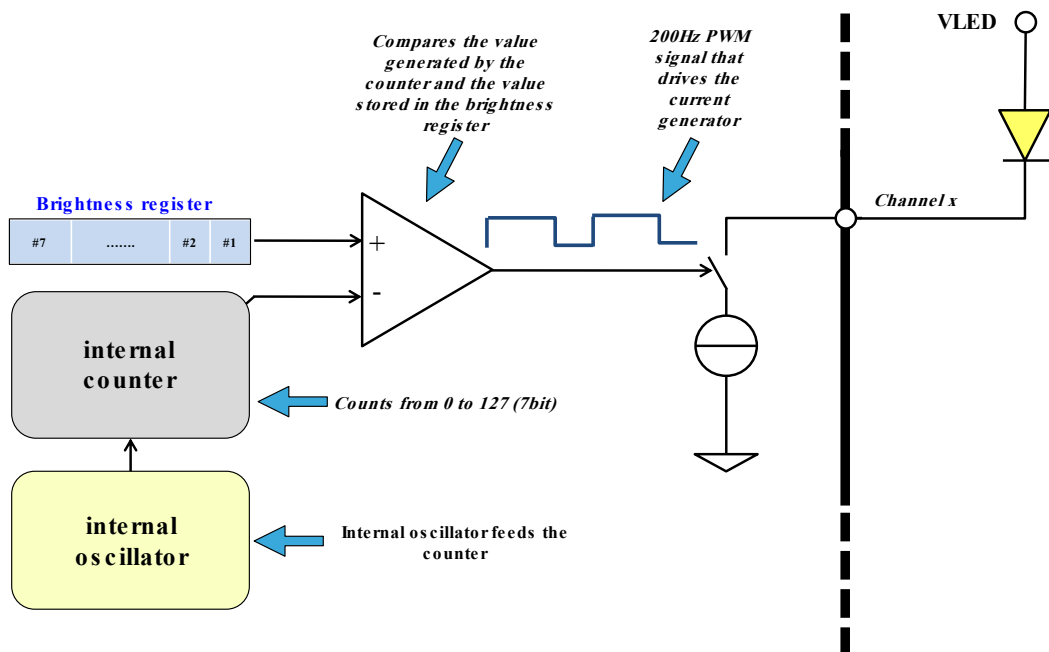 Compares the value
generated by the
counter and the value
stored in the brightness
register
200Hz PWM
signal that
drives the
current
generator
VLED
Brightness register
#7
.......
#2
#1
+
-
Channel x
internal
counter
Counts from 0 to 127 (7bit)
internal
oscillator
Internal oscillator feeds the
counter